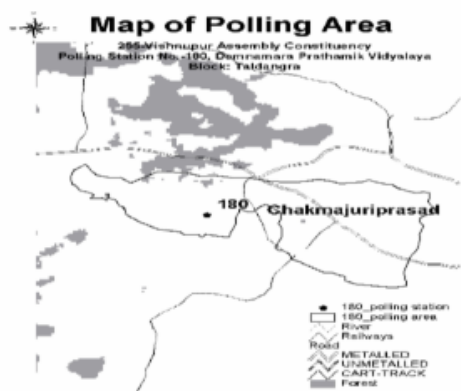 Map of Polling Area
255-Vishnupur Assembly Constituency
Polling Station No.-180, Damnamara Prathamik Vidyalaya
Block: Taldangra
180
Chakmajuriprasad
180_polling station
180_polling area
River
Railways
Road
METALLED
UNMETALLED
CART-TRACK
Forest